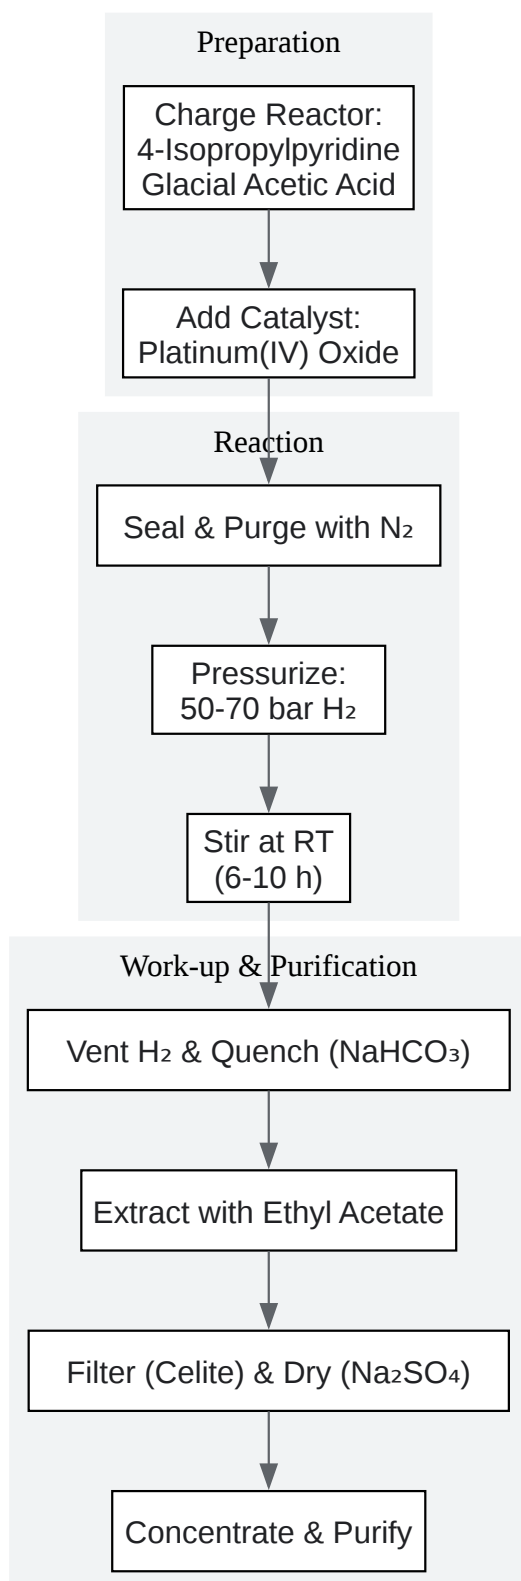 Preparation
Charge Reactor:
4-Isopropylpyridine
Glacial Acetic Acid
Add Catalyst:
Platinum(IV) Oxide
Reaction
Seal & Purge with N₂
Pressurize:
50-70 bar H₂
Stir at RT
(6-10 h)
Work-up & Purification
Vent H₂ & Quench (NaHCO₃)
Extract with Ethyl Acetate
Filter (Celite) & Dry (Na₂SO₄)
Concentrate & Purify